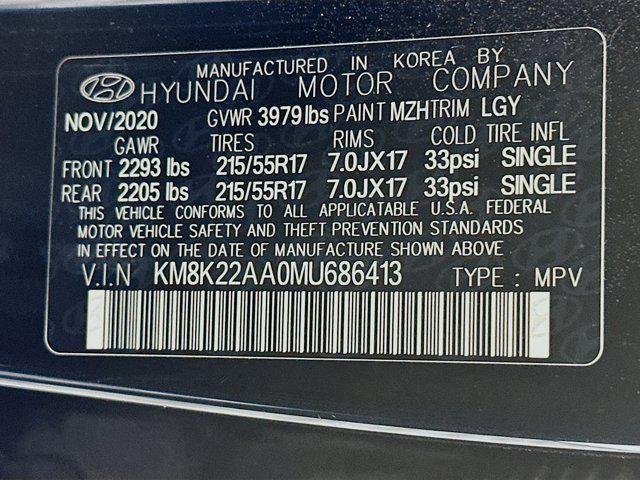 MANUFACTURED IN KOREA BY
HYUNDAI MOTOR COMPANY
NOV/2020 GVWR 3979 lbs PAINT MZH TRIM LGY
GAWR TIRES RIMS COLD TIRE INFL
FRONT 2293 lbs 215/55R17 7.0JX17 33psi SINGLE
REAR 2205 lbs 215/55R17 7.0JX17 33psi SINGLE
THIS VEHICLE CONFORMS TO ALL APPLICATABLE U.S.A. FEDERAL
MOTOR VEHICLE SAFETY AND THEFT PREVENTION STANDARDS
IN EFFECT ON THE DATE OF MANUFACTURE SHOWN ABOVE
V.I.N KM8K22AA0MU686413 TYPE : MPV